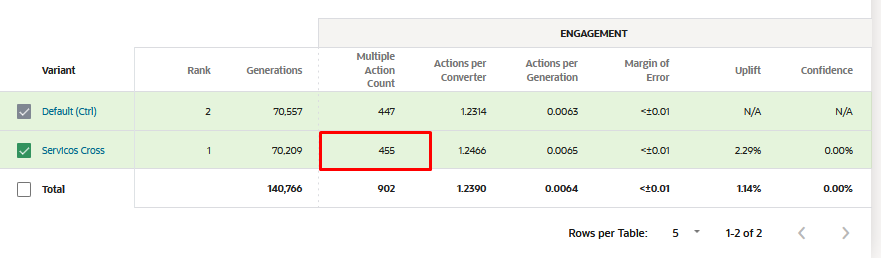 ENGAGEMENT
Variant Rank Generations Multiple Action Count Actions per Converter Actions per Generation Margin of Error Uplift Confidence
Default (Ctrl) 2 70,557 447 1.2314 0.0063 <±0.01 N/A N/A
Servicos Cross 1 70,209 455 1.2466 0.0065 <±0.01 2.29% 0.00%
Total 140,766 902 1.2390 0.0064 <±0.01 1.14% 0.00%
Rows per Table: 5 1-2 of 2